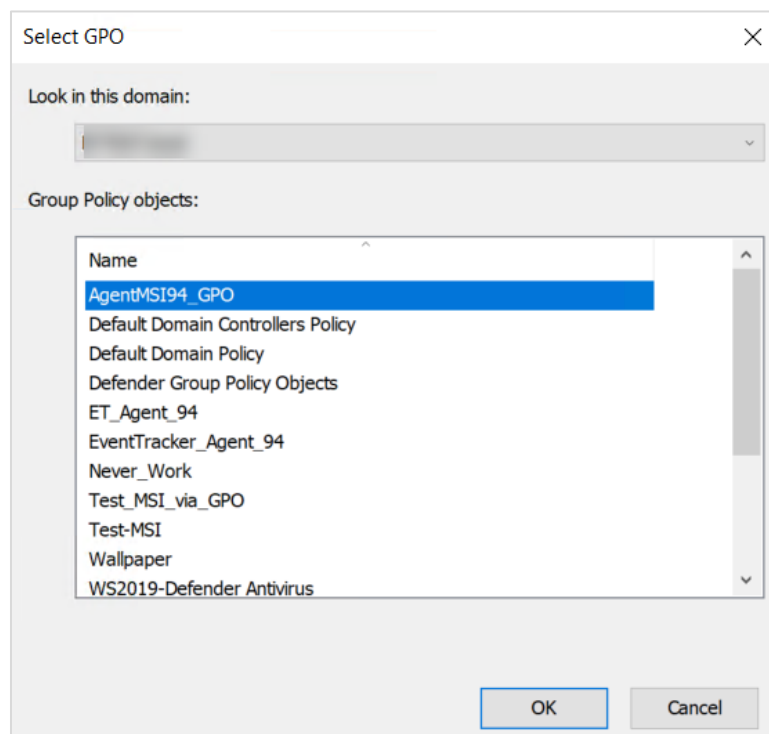 Select GPO
Look in this domain:
Group Policy objects:
Name
AgentMSI94_GPO
Default Domain Controllers Policy
Default Domain Policy
Defender Group Policy Objects
ET_Agent_94
EventTracker_Agent_94
Never_Work
Test_MSI_via_GPO
Test-MSI
Wallpaper
WS2019-Defender Antivirus
OK Cancel